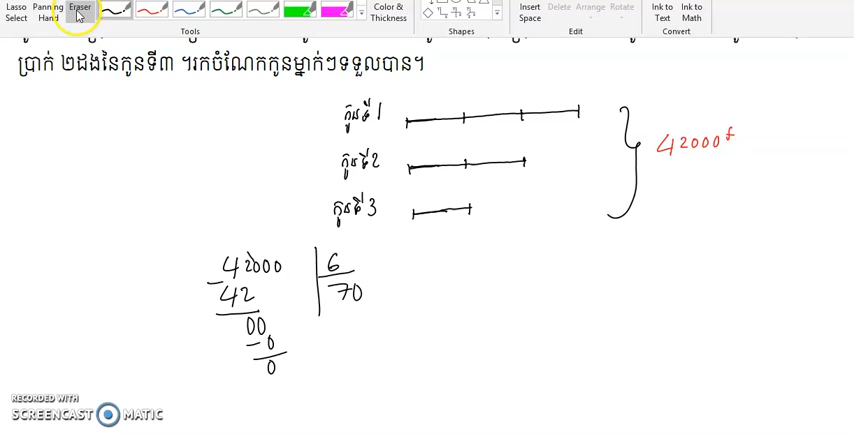 Lasso Select
Panning Hand
Eraser
Color & Thickness
Insert Space
Delete
Arrange
Rotate
Ink to Text
Ink to Math
Tools
Shapes
Edit
Convert
ប្រាក់ ២ដងនៃកូនទី៣ ។រកចំណែកកូនម្នាក់ៗទទួលបាន។
កូនទី1
កូនទី2
42000f
កូនទី3
42000 6
- 42 70
00
- 0
0
RECORDED WITH
SCREENCAST MATIC